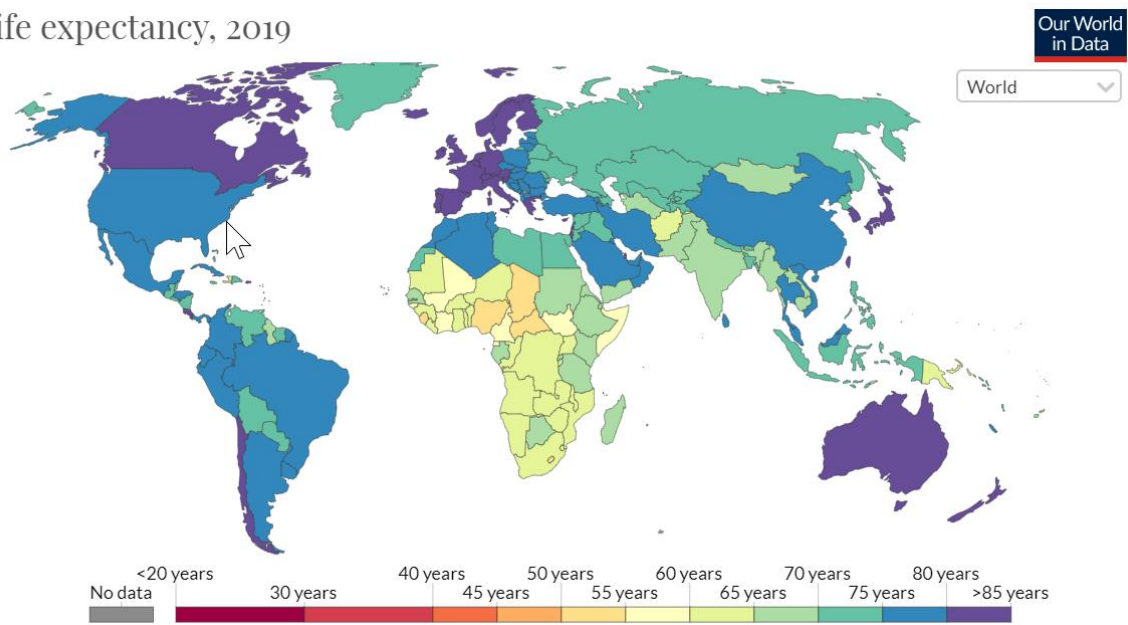 ife expectancy, 2019
Our World
in Data
World
<20 years
40 years
50 years
60 years
70 years
80 years
No data
30 years
45 years
55 years
65 years
75 years
>85 years